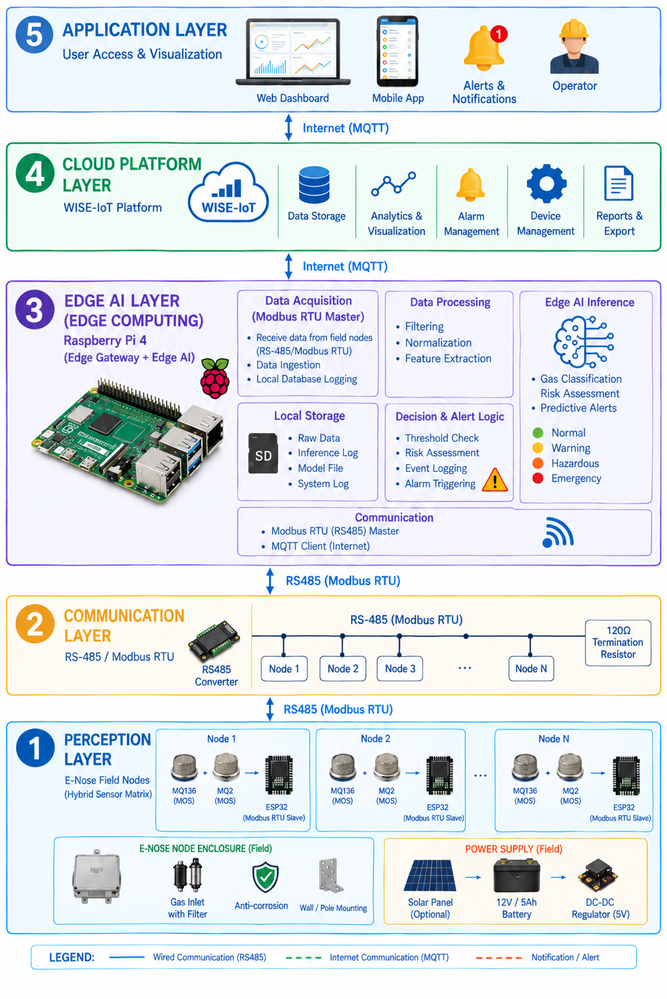 5
APPLICATION LAYER
User Access & Visualization
Web Dashboard
Mobile App
1
Alerts &
Notifications
Operator
Internet (MQTT)
4
CLOUD PLATFORM
LAYER
WISE-IoT Platform
WISE-IoT
Data Storage
Analytics &
Visualization
Alarm
Management
Device
Management
Reports &
Export
Internet (MQTT)
3
EDGE AI LAYER
(EDGE COMPUTING)
Raspberry Pi 4
(Edge Gateway + Edge AI)
Data Acquisition
(Modbus RTU Master)
• Receive data from field nodes
(RS-485/Modbus RTU)
• Data Ingestion
• Local Database Logging
Data Processing
• Filtering
• Normalization
• Feature Extraction
Edge AI Inference
• Gas Classification
Risk Assessment
• Predictive Alerts
Normal
Warning
Hazardous
Emergency
Local Storage
SD
• Raw Data
• Inference Log
• Model File
• System Log
Decision & Alert Logic
• Threshold Check
• Risk Assessment
• Event Logging
• Alarm Triggering
!
Communication
• Modbus RTU (RS485) Master
• MQTT Client (Internet)
RS485 (Modbus RTU)
2
COMMUNICATION
LAYER
RS-485 / Modbus RTU
RS485
Converter
RS-485 (Modbus RTU)
Node 1
Node 2
Node 3
...
Node N
120Ω
Termination
Resistor
RS485 (Modbus RTU)
1
PERCEPTION
LAYER
E-Nose Field Nodes
(Hybrid Sensor Matrix)
Node 1
+
MQ136
(MOS)
MQ2
(MOS)
ESP32
(Modbus RTU Slave)
Node 2
+
MQ136
(MOS)
MQ2
(MOS)
ESP32
(Modbus RTU Slave)
...
Node N
+
MQ136
(MOS)
MQ2
(MOS)
ESP32
(Modbus RTU Slave)
E-NOSE NODE ENCLOSURE (Field)
Gas Inlet
with Filter
Anti-corrosion
Wall / Pole Mounting
POWER SUPPLY (Field)
Solar Panel
(Optional)
12V / 5Ah
Battery
DC-DC
Regulator (5V)
LEGEND:
Wired Communication (RS485)
Internet Communication (MQTT)
Notification / Alert